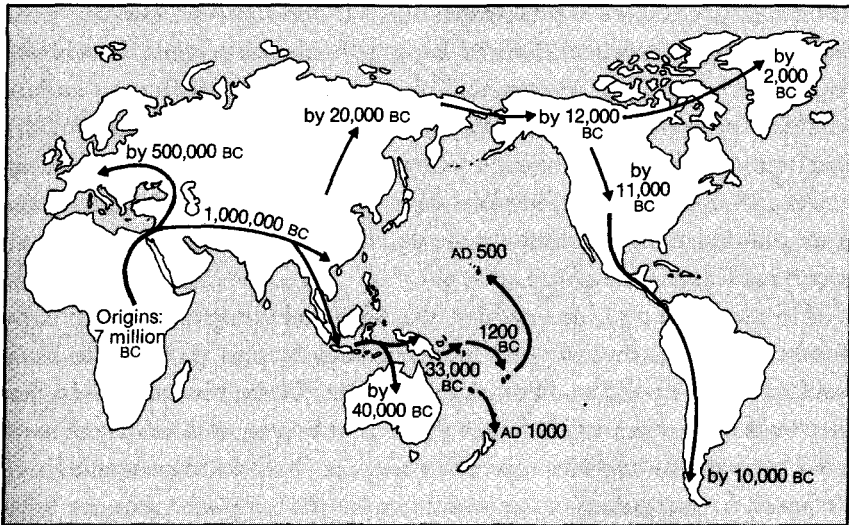 by
2,000
BC
by 20,000 BC
by 12,000
BC
by 500,000 BC
by
11,000
BC
1,000,000 BC
AD 500
Origins:
7 million
BC
1200
BC
33,000
BC
by
40,000 BC
AD 1000
by 10,000 BC